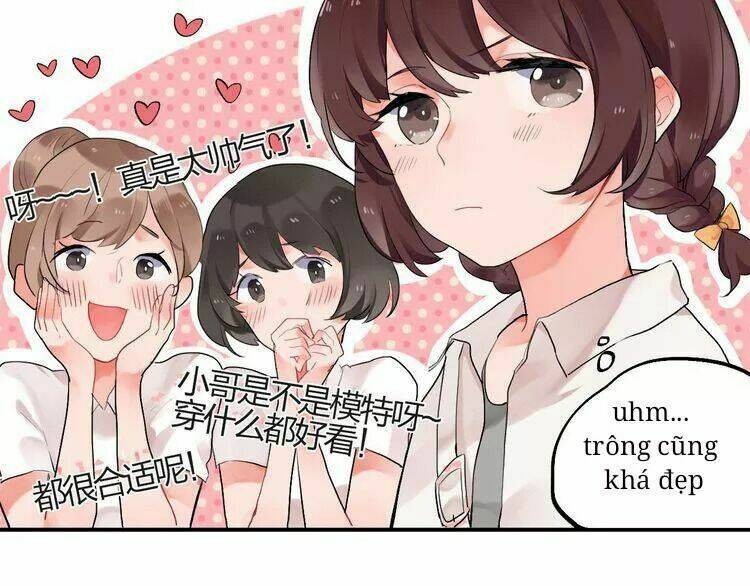 呀~~~！真是太帅气了！
小哥是不是模特呀~
穿什么都好看！
都很合适呢！
uhm...
trông cũng
khá đẹp